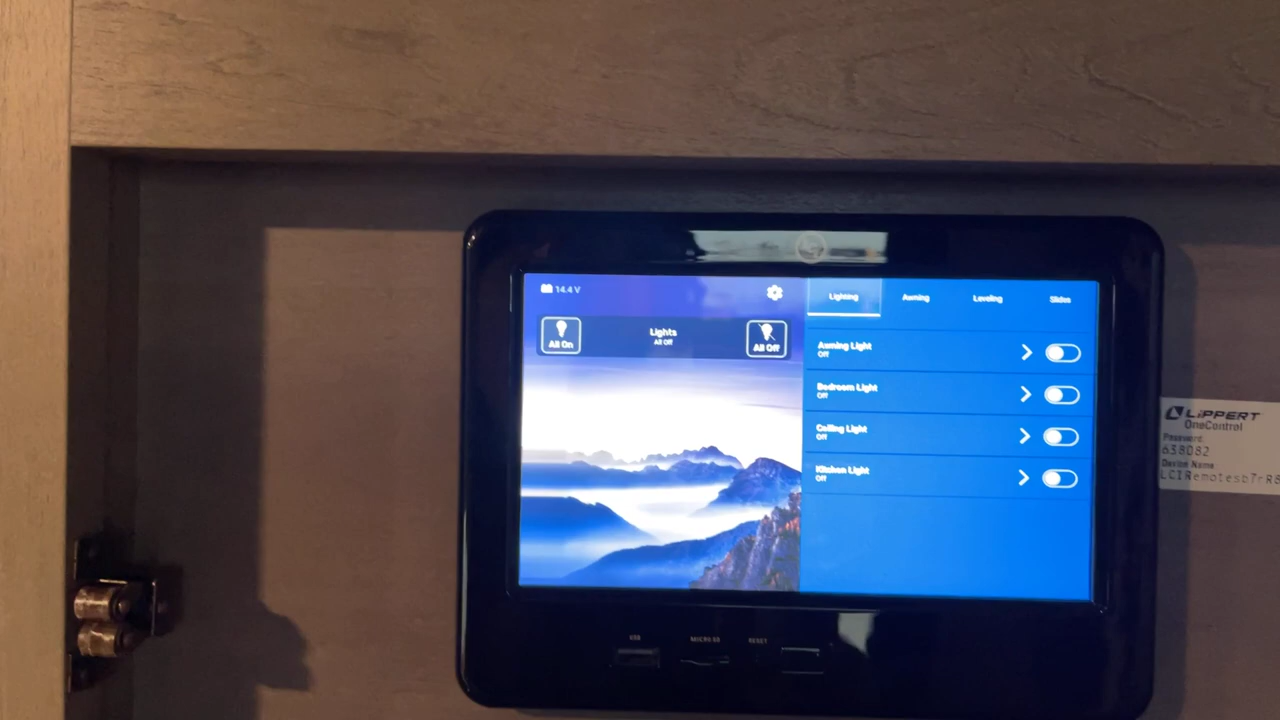 14.4 V
All On
Lights
All Off
All Off
Lighting
Awning
Leveling
Slides
Awning Light
Off
Bedroom Light
Off
Ceiling Light
Off
Kitchen Light
Off
LIPPERT
OneControl
Password
638082
Device Name
LCIRemotesb7rR8
USB
MICRO SD
RESET